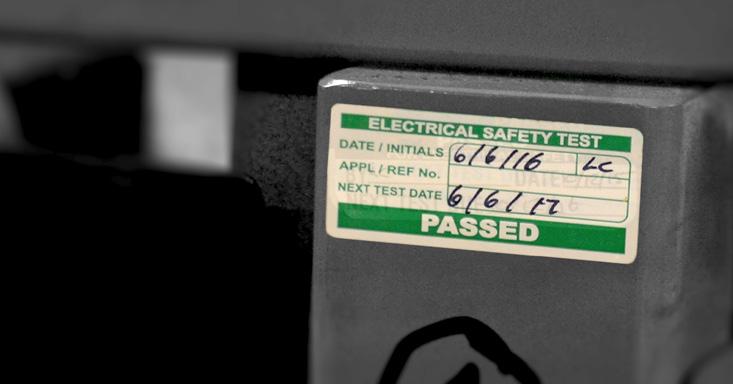 ELECTRICAL SAFETY TEST
DATE / INITIALS 6/6/16 LC
APPL / REF No.
NEXT TEST DATE 6/6/17
PASSED